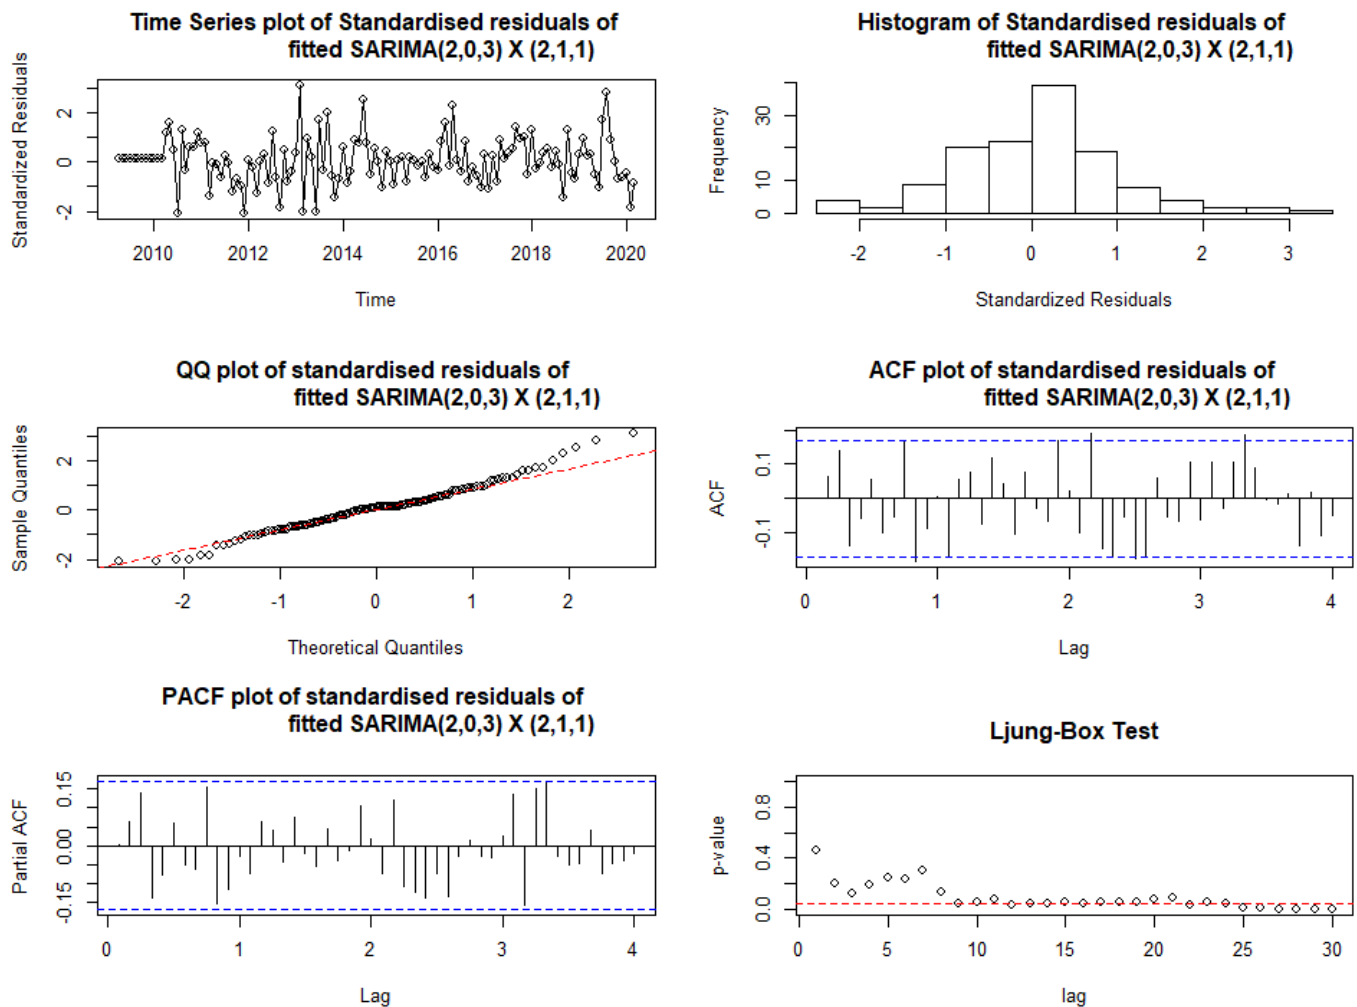 Time Series plot of Standardised residuals of
fitted SARIMA(2,0,3) X (2,1,1)
Standardized Residuals
2
0
-2
2010 2012 2014 2016 2018 2020
Time
Histogram of Standardised residuals of
fitted SARIMA(2,0,3) X (2,1,1)
Frequency
30
10
0
-2 -1 0 1 2 3
Standardized Residuals
QQ plot of standardised residuals of
fitted SARIMA(2,0,3) X (2,1,1)
Sample Quantiles
2
0
-2
-2 -1 0 1 2
Theoretical Quantiles
ACF plot of standardised residuals of
fitted SARIMA(2,0,3) X (2,1,1)
ACF
0.1
-0.1
0 1 2 3 4
Lag
PACF plot of standardised residuals of
fitted SARIMA(2,0,3) X (2,1,1)
Partial ACF
0.15
0.00
-0.15
0 1 2 3 4
Lag
Ljung-Box Test
p-value
0.8
0.4
0.0
0 5 10 15 20 25 30
lag